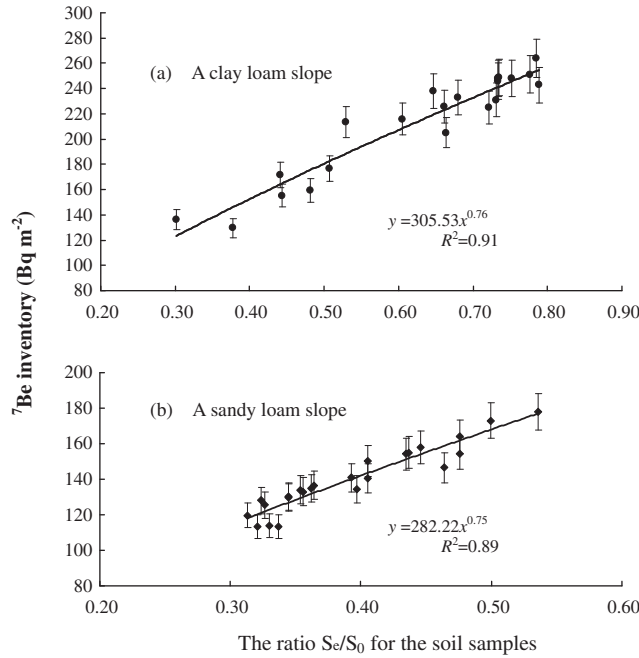 300
280
260
240
220
200
180
160
140
120
100
80
(a) A clay loam slope
y =305.53x^0.76
R²=0.91
0.20 0.30 0.40 0.50 0.60 0.70 0.80 0.90
⁷Be inventory (Bq m⁻²)
200
180
160
140
120
100
80
60
(b) A sandy loam slope
y =282.22x^0.75
R²=0.89
0.20 0.30 0.40 0.50 0.60
The ratio Sₑ/S₀ for the soil samples